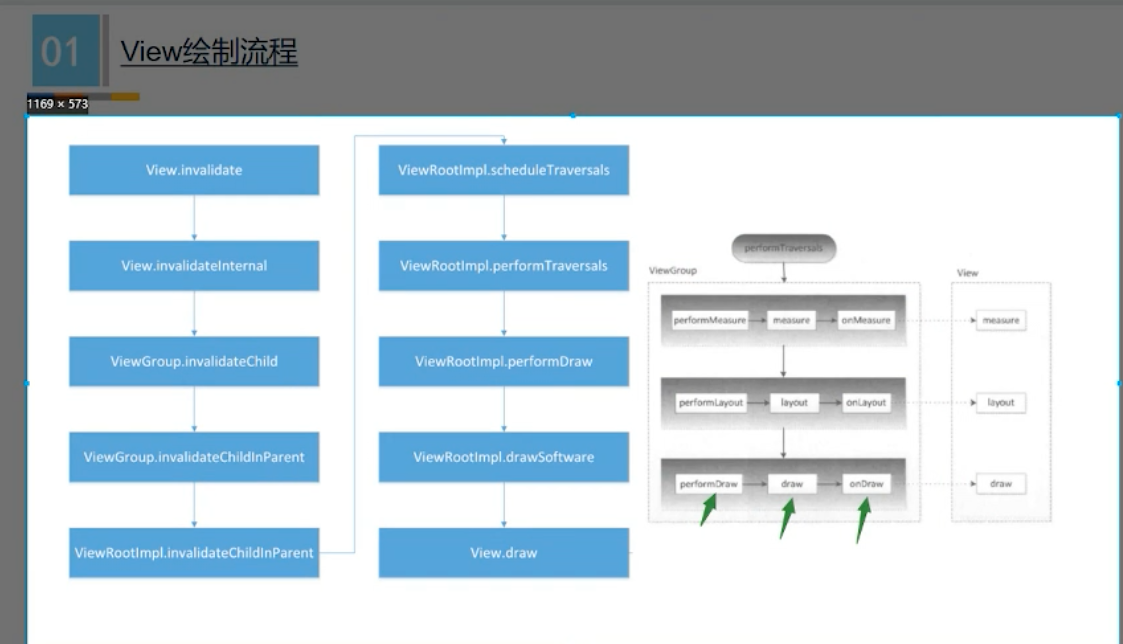 01
View绘制流程
1169 × 573
View.invalidate
View.invalidateInternal
ViewGroup.invalidateChild
ViewGroup.invalidateChildInParent
ViewRootImpl.invalidateChildInParent
ViewRootImpl.scheduleTraversals
ViewRootImpl.performTraversals
ViewRootImpl.performDraw
ViewRootImpl.drawSoftware
View.draw
performTraversals
ViewGroup
performMeasure
measure
onMeasure
performLayout
layout
onLayout
performDraw
draw
onDraw
View
measure
layout
draw